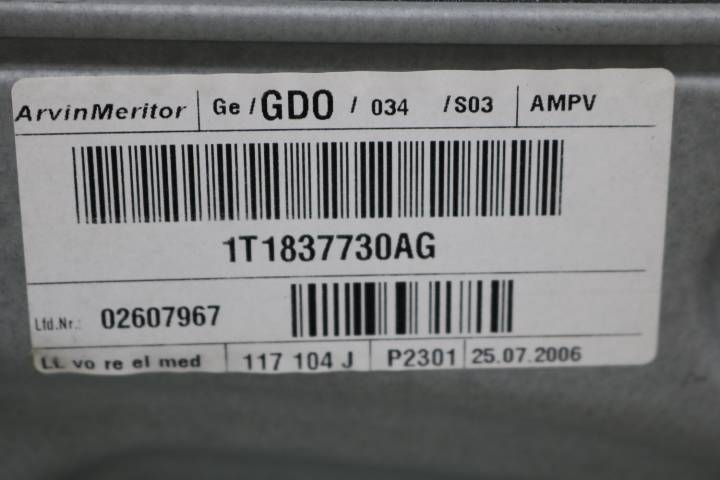 ArvinMeritor Ge / GDO / 034 / S03 AMPV
1T1837730AG
Lfd.Nr.: 02607967
LL vo re el med 117 104 J P2301 25.07.2006